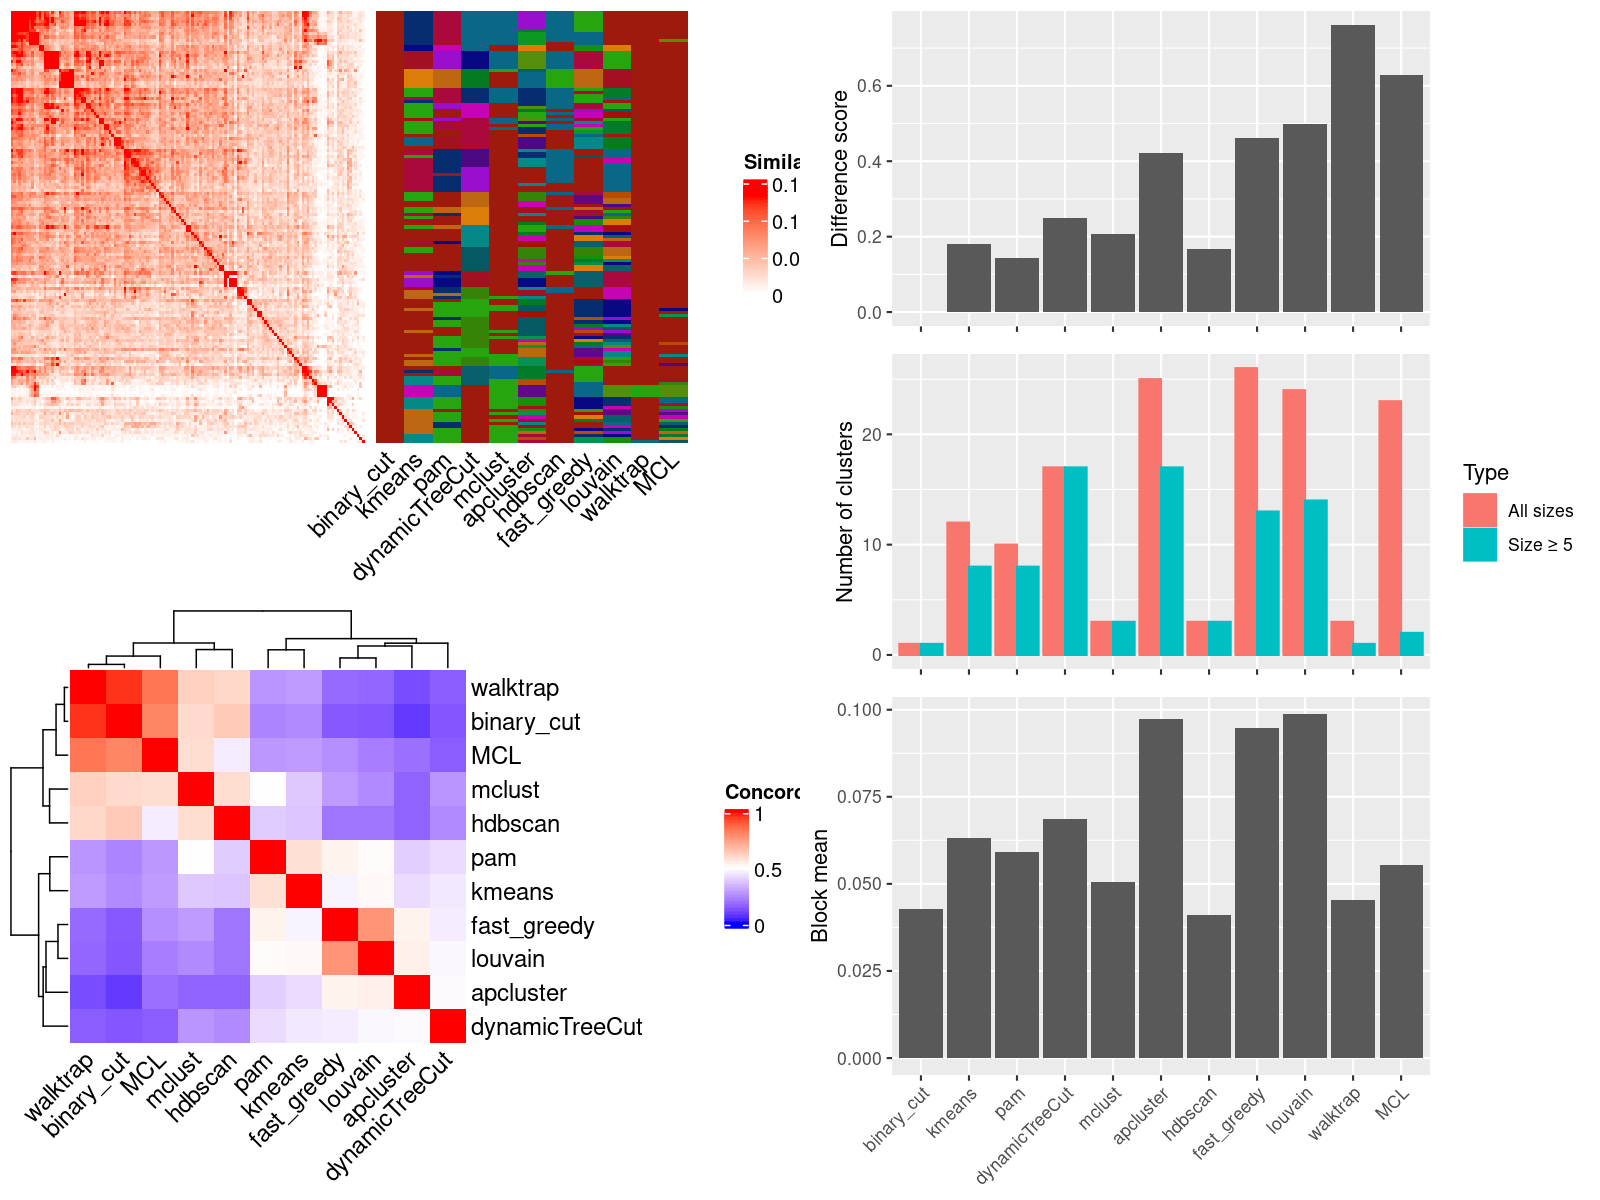 Simila
0.1
0.1
0.0
0
binary_cut
kmeans
pam
dynamicTreeCut
mclust
apcluster
hdbscan
fast_greedy
louvain
walktrap
MCL
Concord
1
0.5
0
walktrap
binary_cut
MCL
mclust
hdbscan
pam
kmeans
fast_greedy
louvain
apcluster
dynamicTreeCut
walktrap
binary_cut
MCL
mclust
hdbscan
pam
kmeans
fast_greedy
louvain
apcluster
dynamicTreeCut
Difference score
0.6
0.4
0.2
0.0
Number of clusters
20
10
0
Type
All sizes
Size ≥ 5
Block mean
0.100
0.075
0.050
0.025
0.000
binary_cut
kmeans
pam
dynamicTreeCut
mclust
apcluster
hdbscan
fast_greedy
louvain
walktrap
MCL